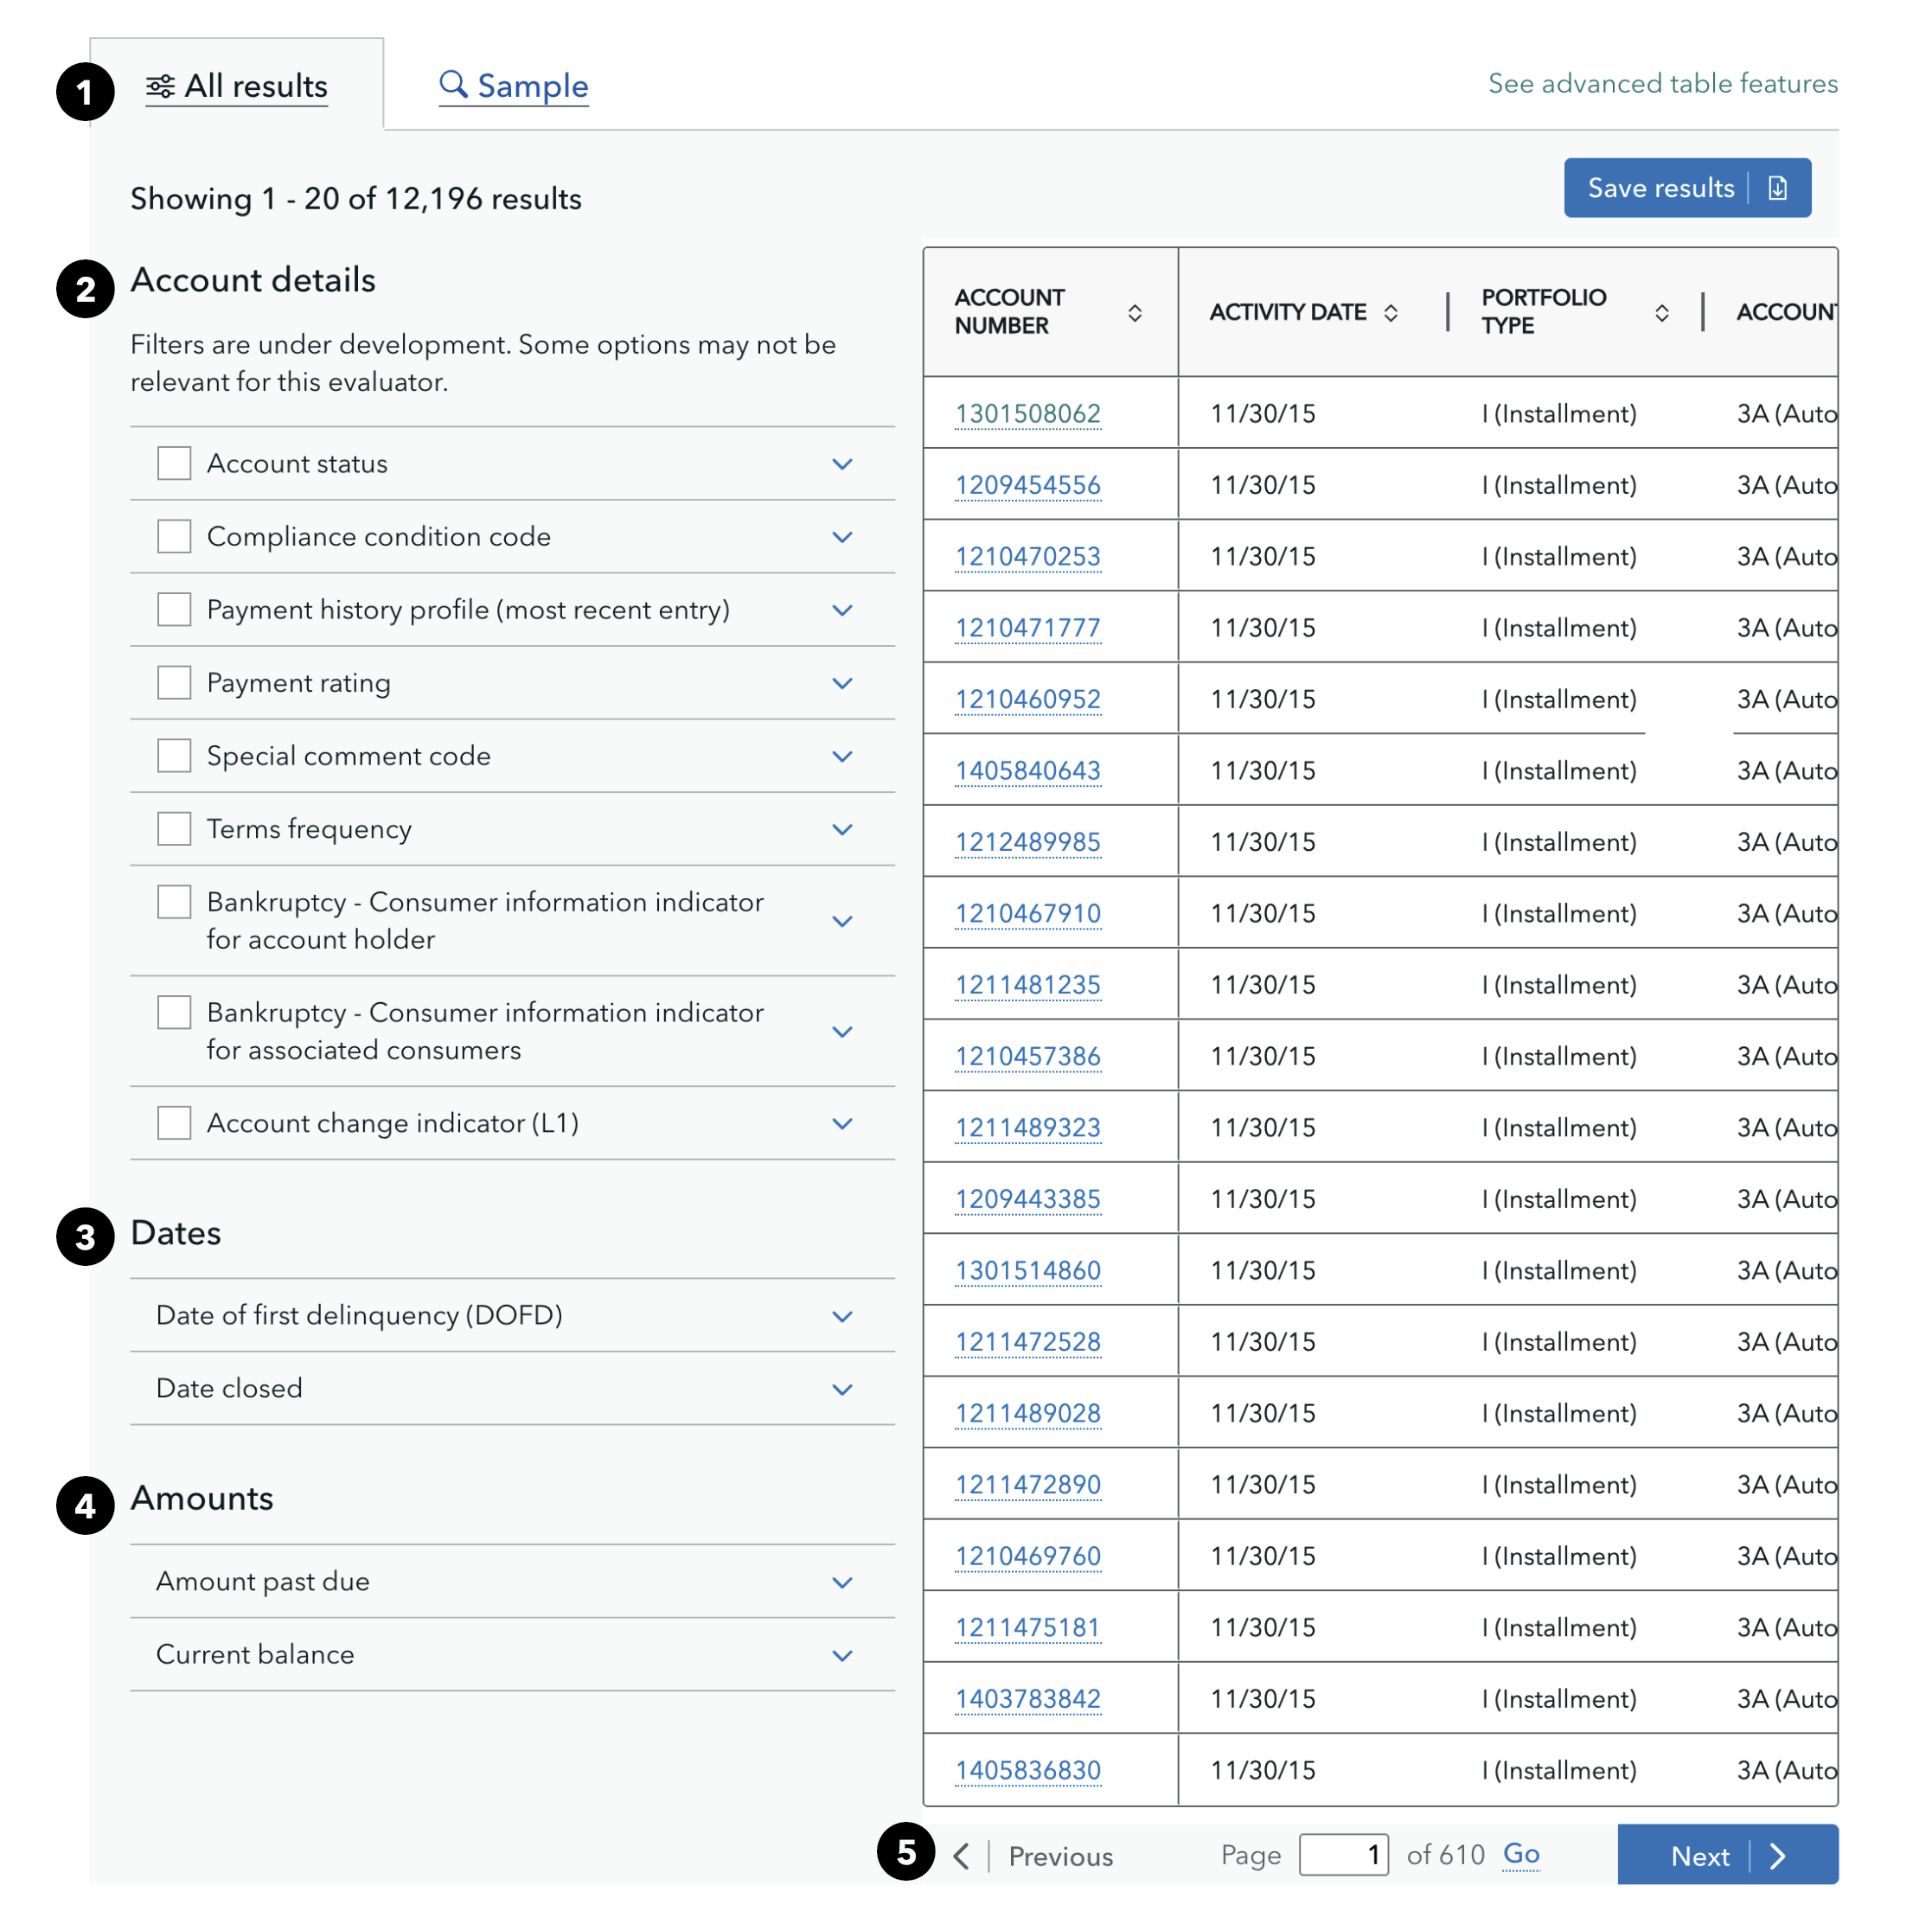 1
All results
Sample
See advanced table features
Showing 1 - 20 of 12,196 results
Save results
2
Account details
Filters are under development. Some options may not be
relevant for this evaluator.
Account status
Compliance condition code
Payment history profile (most recent entry)
Payment rating
Special comment code
Terms frequency
Bankruptcy - Consumer information indicator
for account holder
Bankruptcy - Consumer information indicator
for associated consumers
Account change indicator (L1)
3
Dates
Date of first delinquency (DOFD)
Date closed
4
Amounts
Amount past due
Current balance
ACCOUNT NUMBER ACTIVITY DATE PORTFOLIO TYPE ACCOUN
1301508062 11/30/15 I (Installment) 3A (Auto
1209454556 11/30/15 I (Installment) 3A (Auto
1210470253 11/30/15 I (Installment) 3A (Auto
1210471777 11/30/15 I (Installment) 3A (Auto
1210460952 11/30/15 I (Installment) 3A (Auto
1405840643 11/30/15 I (Installment) 3A (Auto
1212489985 11/30/15 I (Installment) 3A (Auto
1210467910 11/30/15 I (Installment) 3A (Auto
1211481235 11/30/15 I (Installment) 3A (Auto
1210457386 11/30/15 I (Installment) 3A (Auto
1211489323 11/30/15 I (Installment) 3A (Auto
1209443385 11/30/15 I (Installment) 3A (Auto
1301514860 11/30/15 I (Installment) 3A (Auto
1211472528 11/30/15 I (Installment) 3A (Auto
1211489028 11/30/15 I (Installment) 3A (Auto
1211472890 11/30/15 I (Installment) 3A (Auto
1210469760 11/30/15 I (Installment) 3A (Auto
1211475181 11/30/15 I (Installment) 3A (Auto
1403783842 11/30/15 I (Installment) 3A (Auto
1405836830 11/30/15 I (Installment) 3A (Auto
5
Previous Page 1 of 610 Go Next